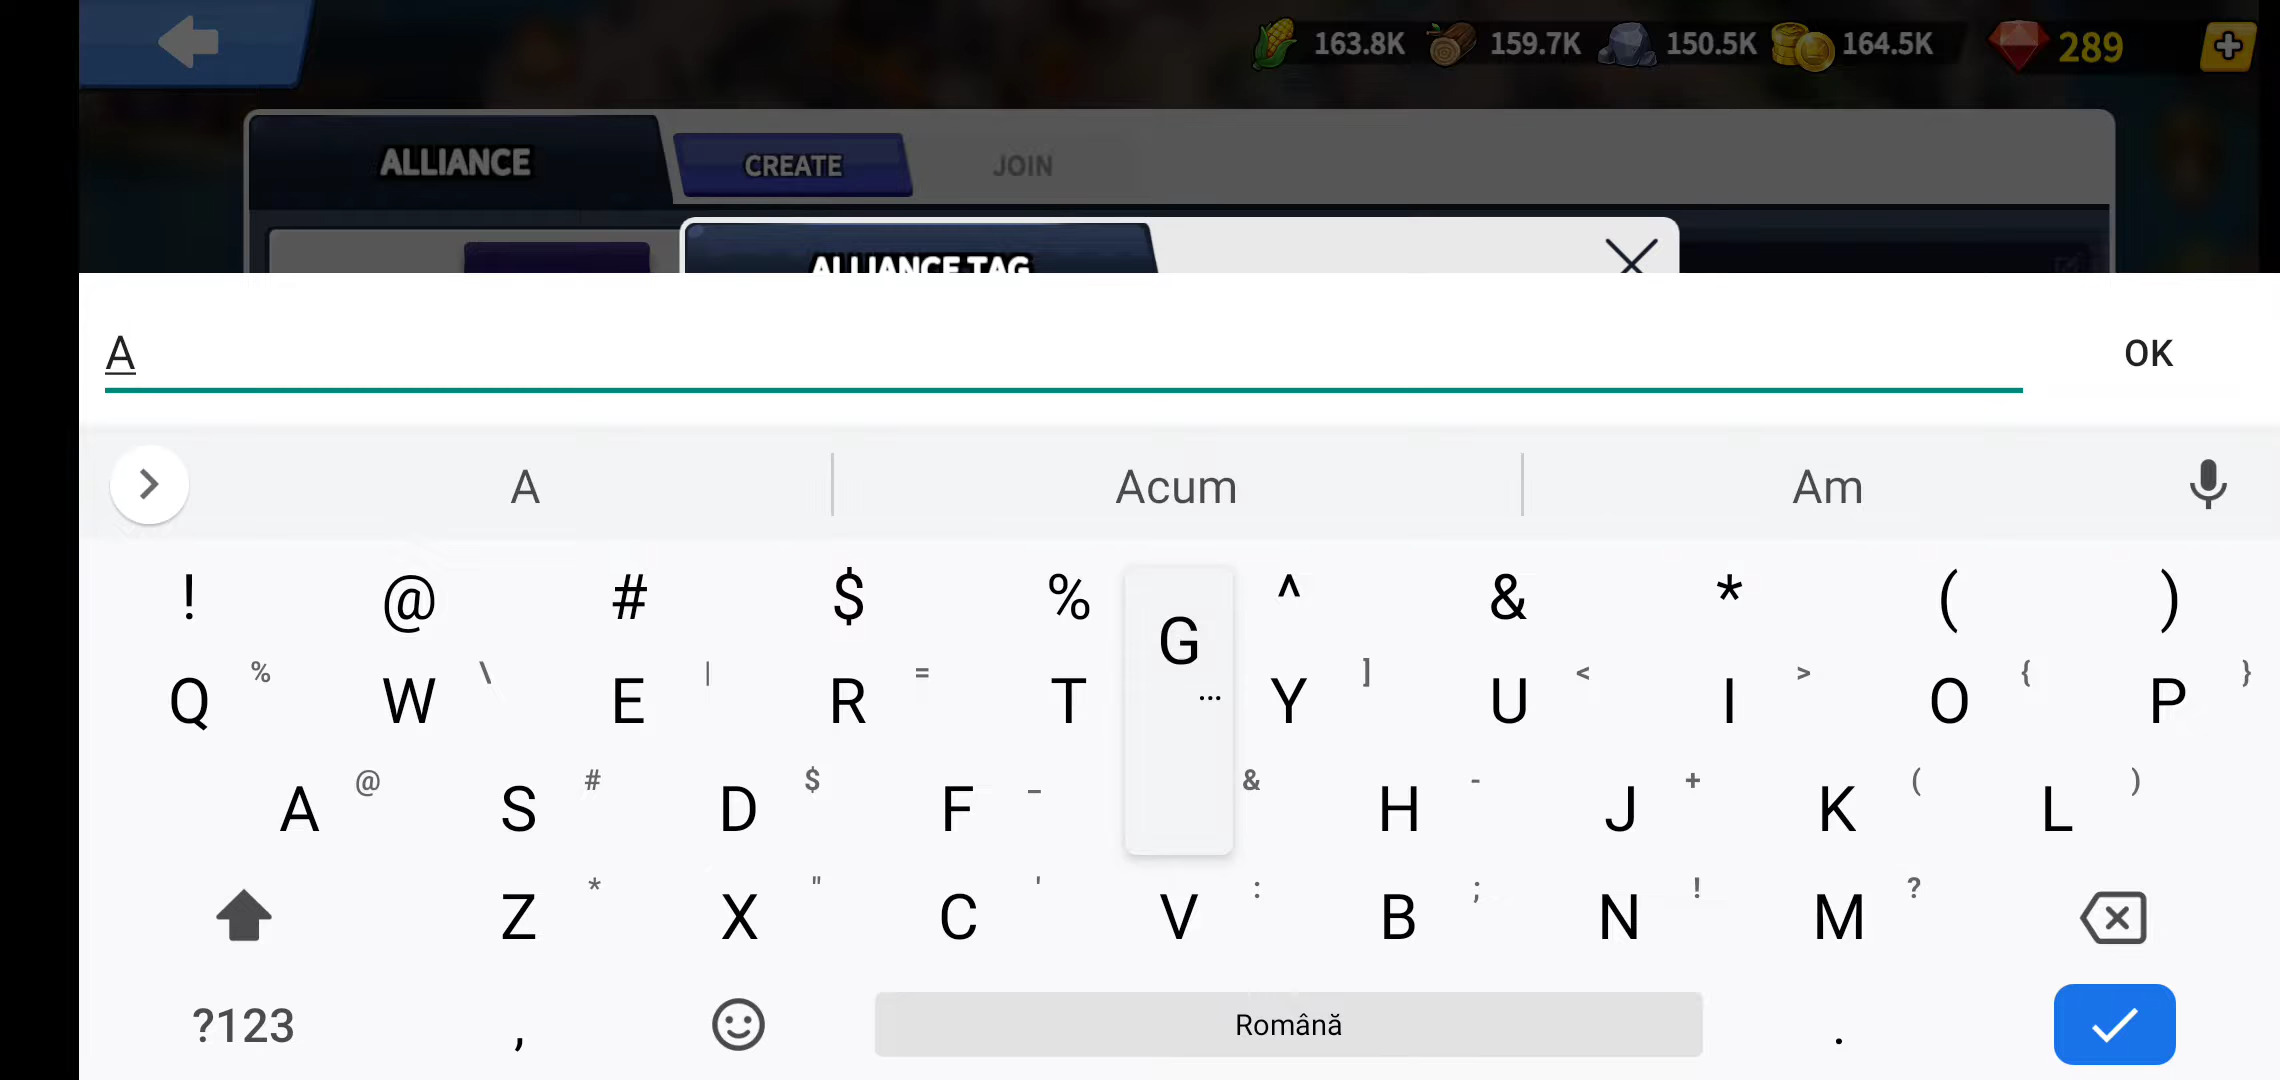 163.8K 159.7K 150.5K 164.5K 289
ALLIANCE CREATE JOIN
ALLIANCE TAG
A OK
A Acum Am
! @ # $ % ^ & * ( )
Q % W \ E | R = T G … Y ] U < I > O { P }
A @ S # D $ F _ & H - J + K ( L )
Z * X " C ' V : B ; N ! M ?
?123 , Română .